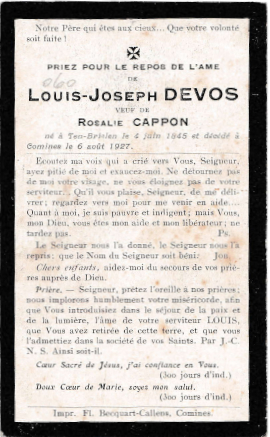 Notre Père qui êtes aux cieux... Que votre volonté
soit faite!
PRIEZ POUR LE REPOS DE L'AME
060
DE
LOUIS-JOSEPH DEVOS
VEUF DE
ROSALIE CAPPON
né à Ten-Brielen le 4 juin 1845 et décédé à
Comines le 6 août 1927.
Ecoutez ma voix qui a crié vers Vous, Seigneur,
ayez pitié de moi et exaucez-moi. Ne détournez pas
de moi votre visage, ne vous éloignez pas de votre
serviteur. Qu'il vous plaise, Seigneur, de me déli-
vrer. Accourez vers moi pour me venir en aide.
Quant à moi, je suis pauvre et indigent; mais Vous,
mon Dieu, vous êtes mon aide et mon libérateur; ne
tardez pas. Ps.
Le Seigneur nous l'a donné, le Seigneur nous l'a
repris: que le Nom du Seigneur soit béni: Job.
Chers enfants, aidez-moi du secours de vos priè-
res auprès de Dieu.
Prière. — Seigneur, prêtez l'oreille à nos prières;
nous implorons humblement votre miséricorde, afin
que Vous introduisiez dans le séjour de la paix et
de la lumière, l'âme de votre serviteur LOUIS,
que Vous avez retirée de cette terre, et que vous
l'admettiez dans la société de vos Saints. Par J.-C.
N. S. Ainsi soit-il.
Cœur Sacré de Jésus, j'ai confiance en Vous.
(300 jours d'ind.)
Doux Cœur de Marie, soyez mon salut.
(300 jours d'ind.)
Impr. Fl. Becquart-Callens, Comines